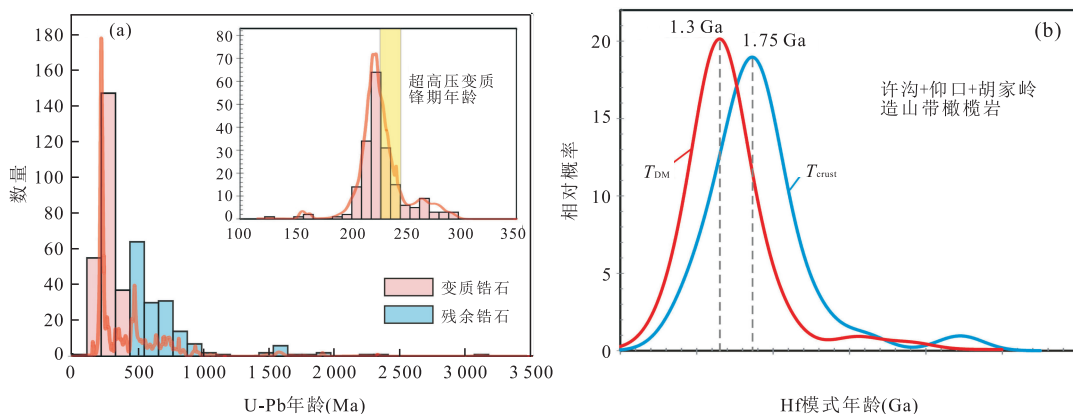 (a)
180
160
140
120
100
80
60
40
20
0
数量
0
500
1 000
1 500
2 000
2 500
3 000
3 500
U-Pb年龄(Ma)
80
70
60
50
40
30
20
10
0
100
150
200
250
300
350
超高压变质
锋期年龄
变质锆石
残余锆石
(b)
1.3 Ga
1.75 Ga
许沟+仰口+胡家岭
造山带橄榄岩
TDM
Tcrust
20
15
10
5
0
相对概率
Hf模式年龄(Ga)